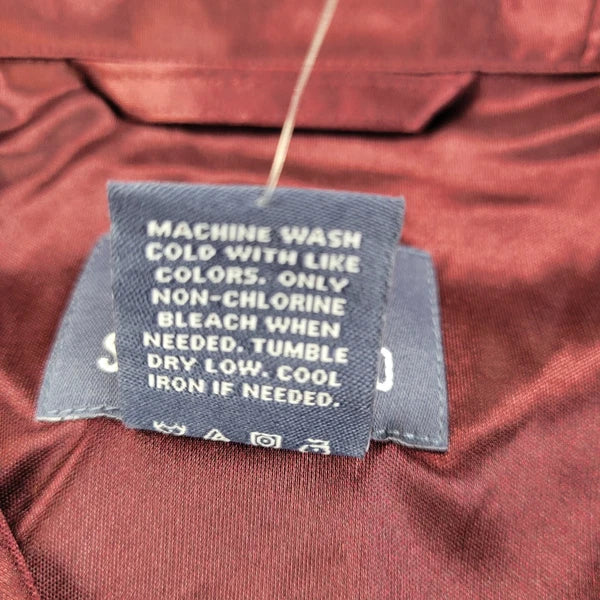 MACHINE WASH
COLD WITH LIKE
COLORS. ONLY
NON-CHLORINE
BLEACH WHEN
NEEDED. TUMBLE
DRY LOW. COOL
IRON IF NEEDED.